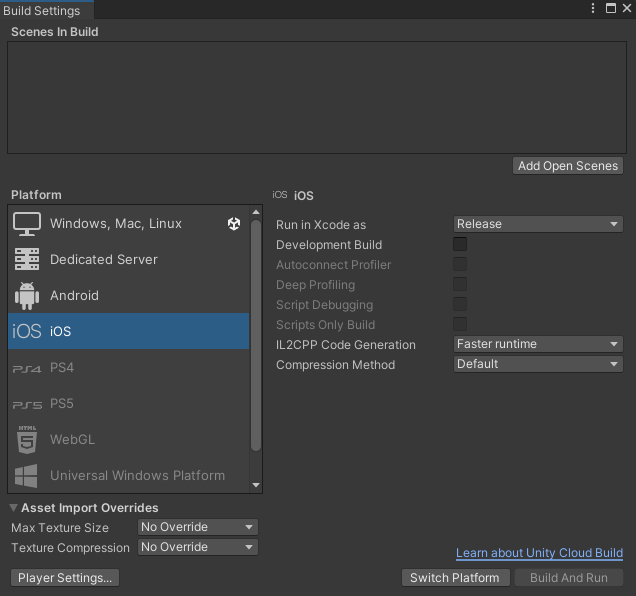 Build Settings
Scenes In Build
Add Open Scenes
Platform
Windows, Mac, Linux
Dedicated Server
Android
iOS iOS
PS4 PS4
PS5 PS5
HTML 5 WebGL
Universal Windows Platform
iOS iOS
Run in Xcode as Release
Development Build
Autoconnect Profiler
Deep Profiling
Script Debugging
Scripts Only Build
IL2CPP Code Generation Faster runtime
Compression Method Default
Asset Import Overrides
Max Texture Size No Override
Texture Compression No Override
Learn about Unity Cloud Build
Player Settings... Switch Platform Build And Run